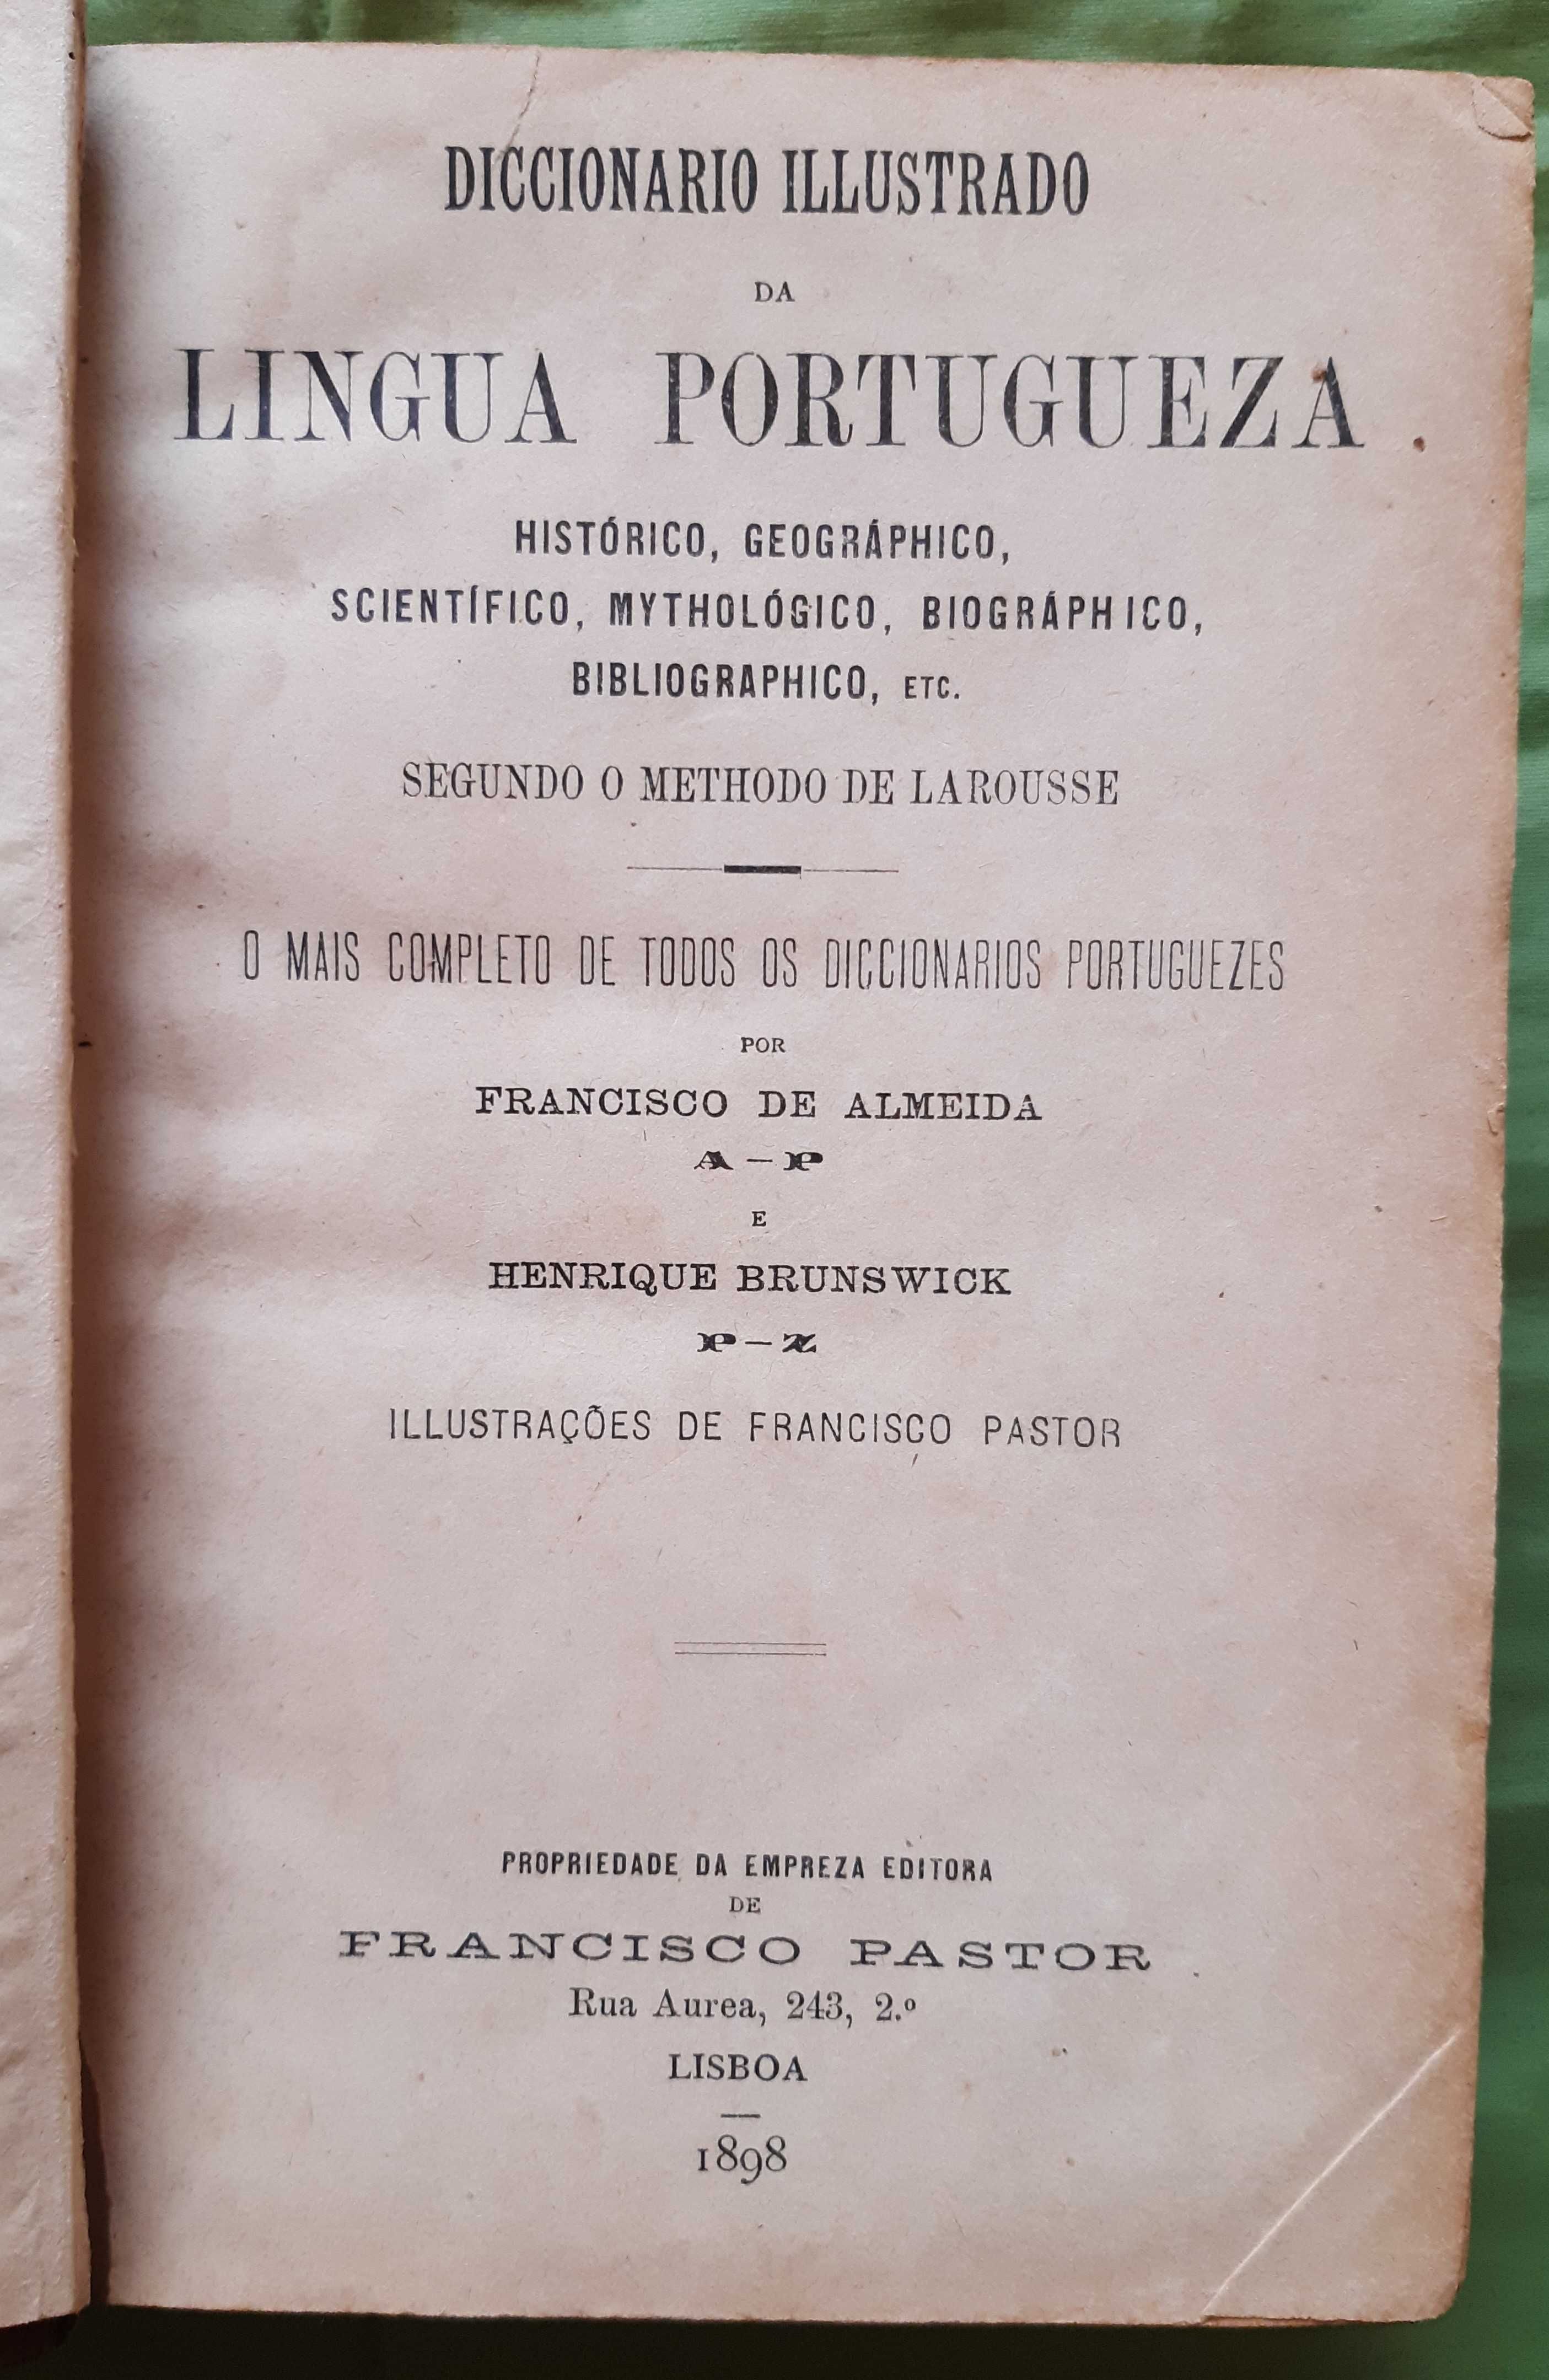 DICCIONARIO ILLUSTRADO
DA
LINGUA PORTUGUEZA
HISTÓRICO, GEOGRÁPHICO,
SCIENTÍFICO, MYTHOLÓGICO, BIOGRÁPHICO,
BIBLIOGRAPHICO, ETC.
SEGUNDO O METHODO DE LAROUSSE
O MAIS COMPLETO DE TODOS OS DICCIONARIOS PORTUGUEZES
POR
FRANCISCO DE ALMEIDA
A — P
E
HENRIQUE BRUNSWICK
P — Z
ILLUSTRAÇÕES DE FRANCISCO PASTOR
PROPRIEDADE DA EMPREZA EDITORA
DE
FRANCISCO PASTOR
Rua Aurea, 243, 2.º
LISBOA
1898